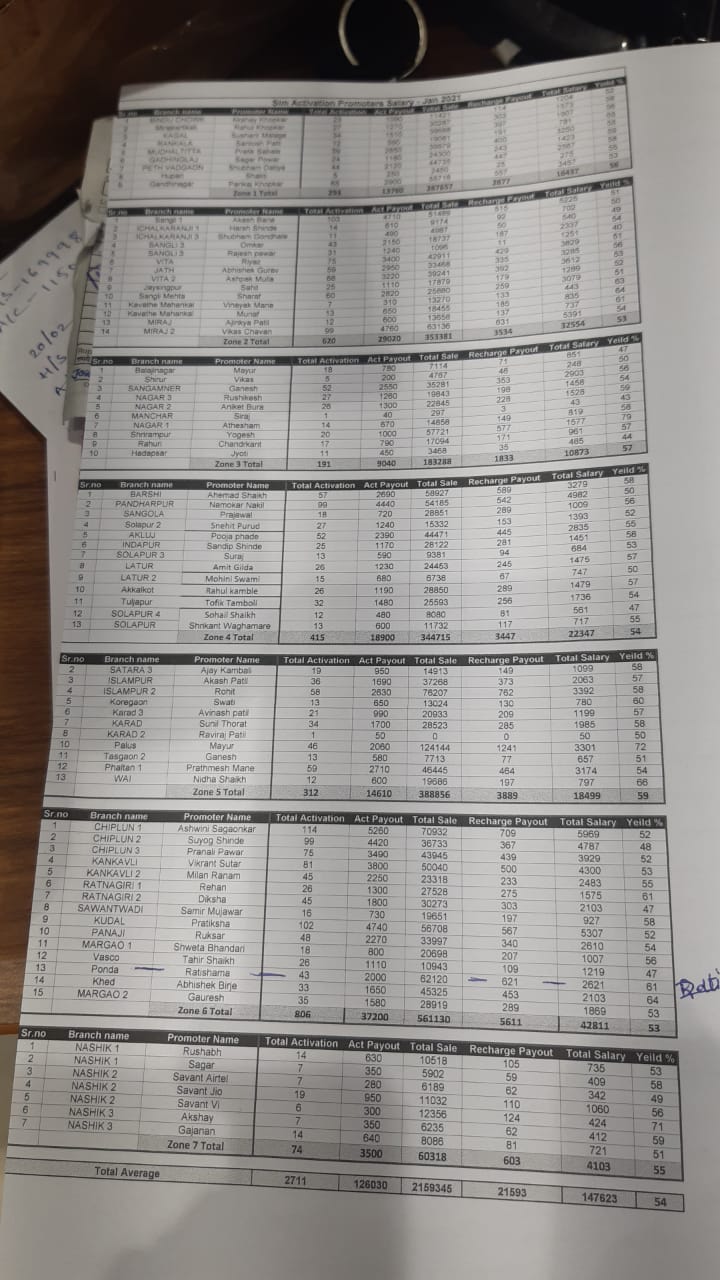 Sim Activation Promoters Salary - Jan 2021
Sr.no Branch name Promoter Name Total Activation Act Payout Total Sale Recharge Payout Total Salary Yeild %
KAGAL
BANKALA Santosh Patil
MUDHALTITTA
GADHINGLAJ Sagar Powar
PETH VADGAON
Hupari
Gandhinagar Pankaj Khopkar
Zone 1 Total 291 13760 16437
Sr.no Branch name Promoter Name Total Activation Act Payout Total Sale Recharge Payout Total Salary Yeild %
Sangli 1 Akash Bane 103 4710 51489 515 5225 51
ICHALKARANJI 1 Harsh Shinde 14 610 9174 92 702 50
ICHALKARANJI 3 Shubham Gondhale 11 490 50 540 49
SANGLI 3 Omkar 43 2150 18737 187 2337 54
SANGLI 3 Rajesh pawar 31 1240 1096 11 1251 40
VITA Riyaz 75 3400 42911 429 3829
JATH Abhishek Gurav 59 2950 33468 335
VITA 2 Ashpak Mulla 68 3220 39241 392 3612
9 Jaysingpur Sahil 25 1110 17879 179 1289
10 Sangli Mehta Sharaf 60 2820 25880 259 3079
11 Kavathe Mahankal Vinayak Mane 7 310 13270 133 443 63
12 Kavathe Mahankal Munaf 13 650 18455 185 835 64
13 MIRAJ Ajinkya Patil 12 600 13658 137 737 61
14 MIRAJ 2 Vikas Chavan 99 4760 63136 631 5391 54
Zone 2 Total 620 29020 353381 3534 32554 53
Sr.no Branch name Promoter Name Total Activation Act Payout Total Sale Recharge Payout Total Salary Yeild %
1 Balajinagar Mayur 18 780 7114 71 851 47
2 Shirur Vikas 5 200 4767 48 248 50
3 SANGAMNER Ganesh 52 2550 35281 353 2903 56
4 NAGAR 3 Rushikesh 27 1260 19843 198 1458 54
5 NAGAR 2 Aniket Bura 26 1300 22845 228 1528 59
6 MANCHAR Siraj 1 40 297 3 43 43
7 NAGAR 1 Athesham 14 670 14858 149 819 58
8 Shrirampur Yogesh 20 1000 57721 577 1577 79
9 Rahuri Chandrkant 17 790 17094 171 961 57
10 Hadapsar Jyoti 11 450 3468 35 485 44
Zone 3 Total 191 9040 183288 1833 10873 57
Sr.no Branch name Promoter Name Total Activation Act Payout Total Sale Recharge Payout Total Salary Yeild %
1 BARSHI Ahemad Shaikh 57 2690 58927 589 3279 58
2 PANDHARPUR Namokar Nakil 99 4440 54185 542 4982 50
3 SANGOLA Prajawal 18 720 28851 289 1009 56
4 Solapur 2 Snehit Purud 27 1240 15332 153 1393 52
5 AKLUJ Pooja phade 52 2390 44471 445 2835 55
6 INDAPUR Sandip Shinde 25 1170 28122 281 1451 58
7 SOLAPUR 3 Suraj 13 590 9381 94 684 53
8 LATUR Amit Gilda 26 1230 24453 245 1475 57
9 LATUR 2 Mohini Swami 15 680 6738 67 747 50
10 Akkalkot Rahul kamble 26 1190 28850 289 1479 57
11 Tuljapur Tofik Tamboli 32 1480 25593 256 1736 54
12 SOLAPUR 4 Sohail Shaikh 12 480 8080 81 561 47
13 SOLAPUR Shrikant Waghamare 13 600 11732 117 717 55
Zone 4 Total 415 18900 344715 3447 22347 54
Sr.no Branch name Promoter Name Total Activation Act Payout Total Sale Recharge Payout Total Salary Yeild %
2 SATARA 3 Ajay Kambali 19 950 14913 149 1099 58
3 ISLAMPUR Akash Patil 36 1690 37268 373 2063 57
4 ISLAMPUR 2 Rohit 58 2630 76207 762 3392 58
5 Koregaon Swati 13 650 13024 130 780 60
6 Karad 3 Avinash patil 21 990 20933 209 1199 57
7 KARAD Sunil Thorat 34 1700 28523 285 1985 58
8 KARAD 2 Raviraj Patil 1 50 0 0 50 50
10 Palus Mayur 46 2060 124144 1241 3301 72
11 Tasgaon 2 Ganesh 13 580 7713 77 657 51
12 Phaltan 1 Prathmesh Mane 59 2710 46445 464 3174 54
13 WAI Nidha Shaikh 12 600 19686 197 797 66
Zone 5 Total 312 14610 388856 3889 18499 59
Sr.no Branch name Promoter Name Total Activation Act Payout Total Sale Recharge Payout Total Salary Yeild %
1 CHIPLUN 1 Ashwini Sagaonkar 114 5260 70932 709 5969 52
2 CHIPLUN 2 Suyog Shinde 99 4420 36733 367 4787 48
3 CHIPLUN 3 Pranali Pawar 75 3490 43945 439 3929 52
4 KANKAVLI Vikrant Sutar 81 3800 50040 500 4300 53
5 KANKAVLI 2 Milan Ranam 45 2250 23318 233 2483 55
6 RATNAGIRI 1 Rehan 26 1300 27528 275 1575 61
7 RATNAGIRI 2 Diksha 45 1800 30273 303 2103 47
8 SAWANTWADI Samir Mujawar 16 730 19651 197 927 58
9 KUDAL Pratiksha 102 4740 56708 567 5307 52
10 PANAJI Ruksar 48 2270 33997 340 2610 54
11 MARGAO 1 Shweta Bhandari 18 800 20698 207 1007 56
12 Vasco Tahir Shaikh 26 1110 10943 109 1219 47
13 Ponda Ratishama 43 2000 62120 621 2621 61
14 Khed Abhishek Birje 33 1650 45325 453 2103 64
15 MARGAO 2 Gauresh 35 1580 28919 289 1869 53
Zone 6 Total 806 37200 561130 5611 42811 53
Sr.no Branch name Promoter Name Total Activation Act Payout Total Sale Recharge Payout Total Salary Yeild %
1 NASHIK 1 Rushabh 14 630 10518 105 735 53
2 NASHIK 1 Sagar 7 350 5902 59 409 58
3 NASHIK 2 Savant Airtel 7 280 6189 62 342 49
4 NASHIK 2 Savant Jio 19 950 11032 110 1060 56
5 NASHIK 2 Savant Vi 6 300 12356 124 424 71
6 NASHIK 3 Akshay 7 350 6235 62 412 59
7 NASHIK 3 Gajanan 14 640 8086 81 721 51
Zone 7 Total 74 3500 60318 603 4103 55
Total Average 2711 126030 2159345 21593 147623 54
20/02